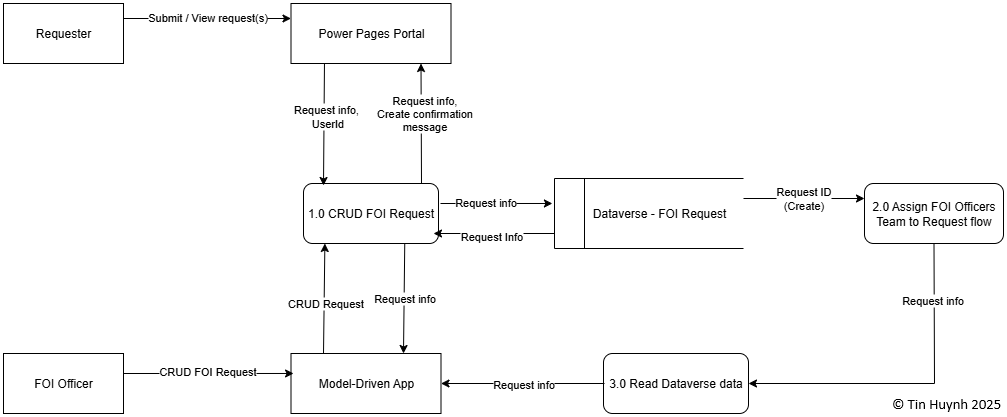 Requester
Submit / View request(s)
Power Pages Portal
Request info,
UserId
Request info,
Create confirmation
message
1.0 CRUD FOI Request
Request info
Request Info
Dataverse - FOI Request
Request ID
(Create)
2.0 Assign FOI Officers
Team to Request flow
CRUD Request
Request info
Request info
FOI Officer
CRUD FOI Request
Model-Driven App
Request info
3.0 Read Dataverse data
© Tin Huynh 2025